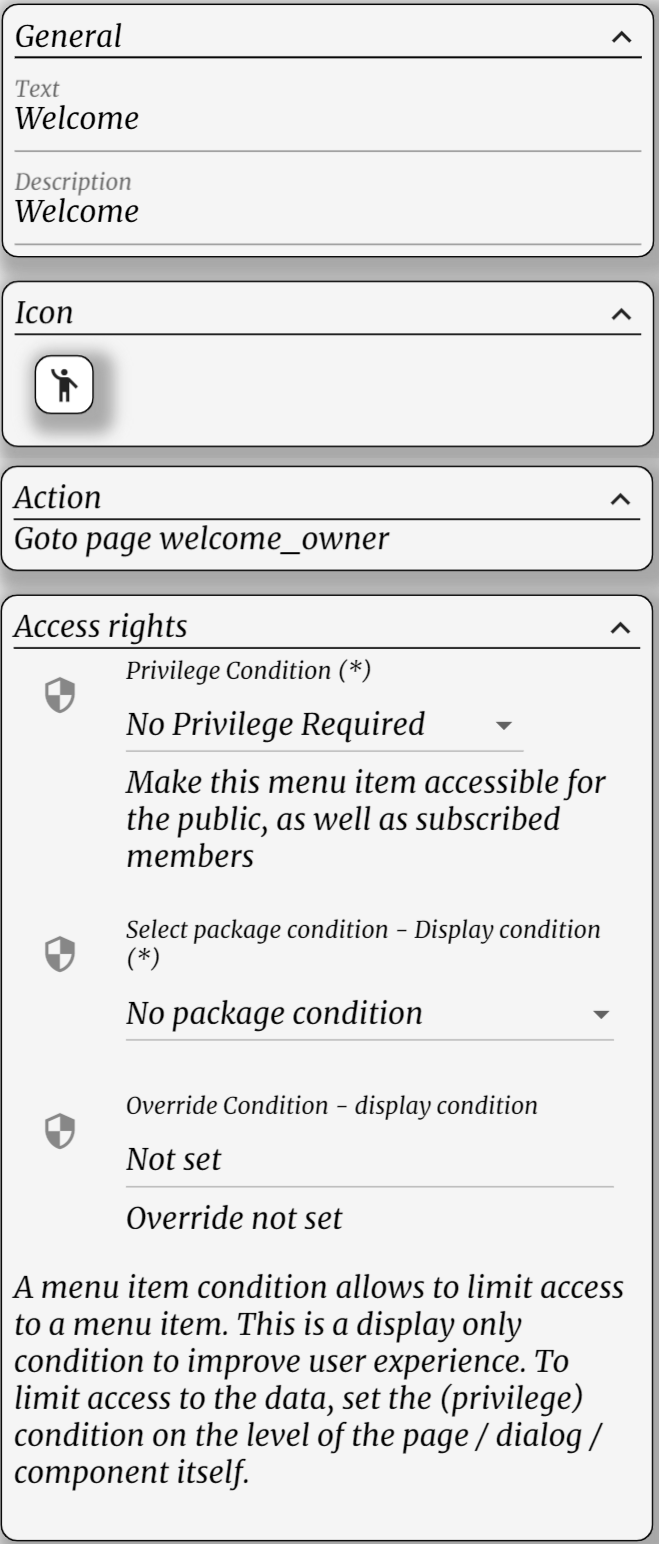 General
Text
Welcome
Description
Welcome
Icon
Action
Goto page welcome_owner
Access rights
Privilege Condition (*)
No Privilege Required
Make this menu item accessible for
the public, as well as subscribed
members
Select package condition – Display condition
(*)
No package condition
Override Condition – display condition
Not set
Override not set
A menu item condition allows to limit access
to a menu item. This is a display only
condition to improve user experience. To
limit access to the data, set the (privilege)
condition on the level of the page / dialog /
component itself.